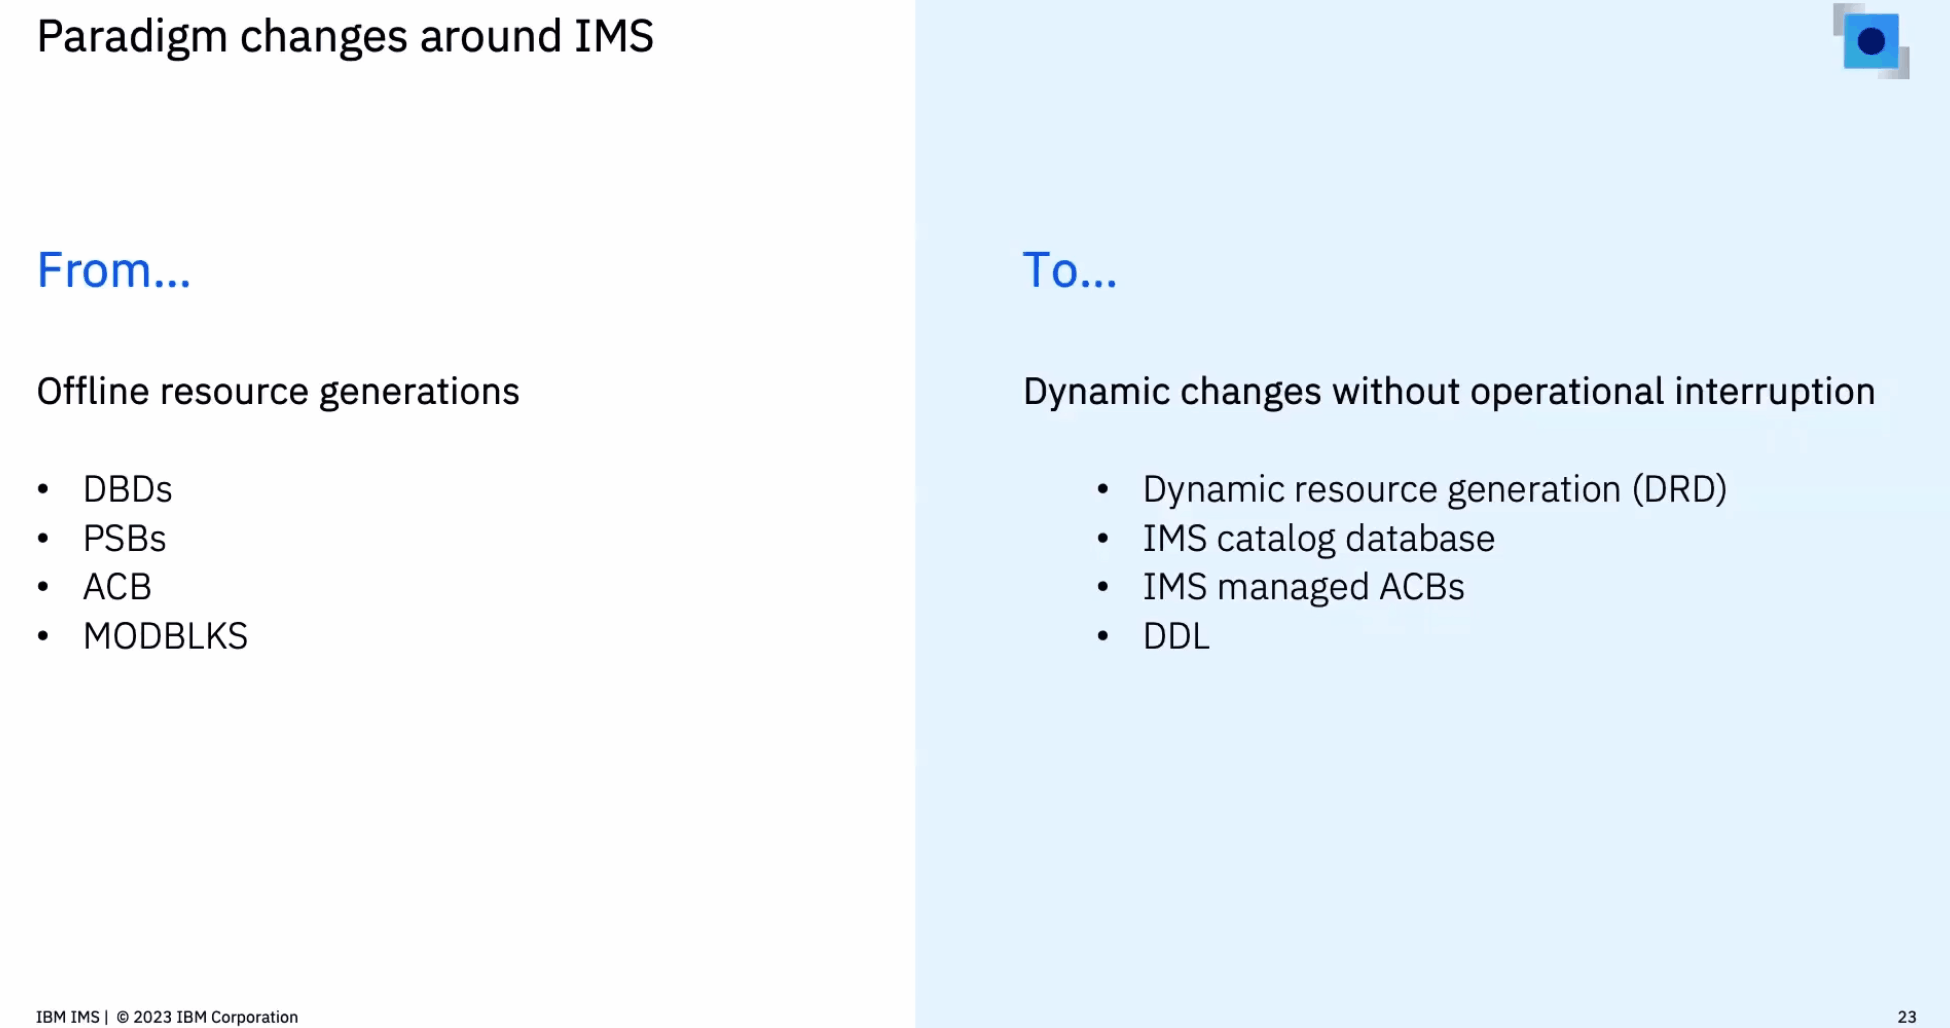 Paradigm changes around IMS
From...
Offline resource generations
• DBDs
• PSBs
• ACB
• MODBLKS
To...
Dynamic changes without operational interruption
• Dynamic resource generation (DRD)
• IMS catalog database
• IMS managed ACBs
• DDL
IBM IMS | © 2023 IBM Corporation
23